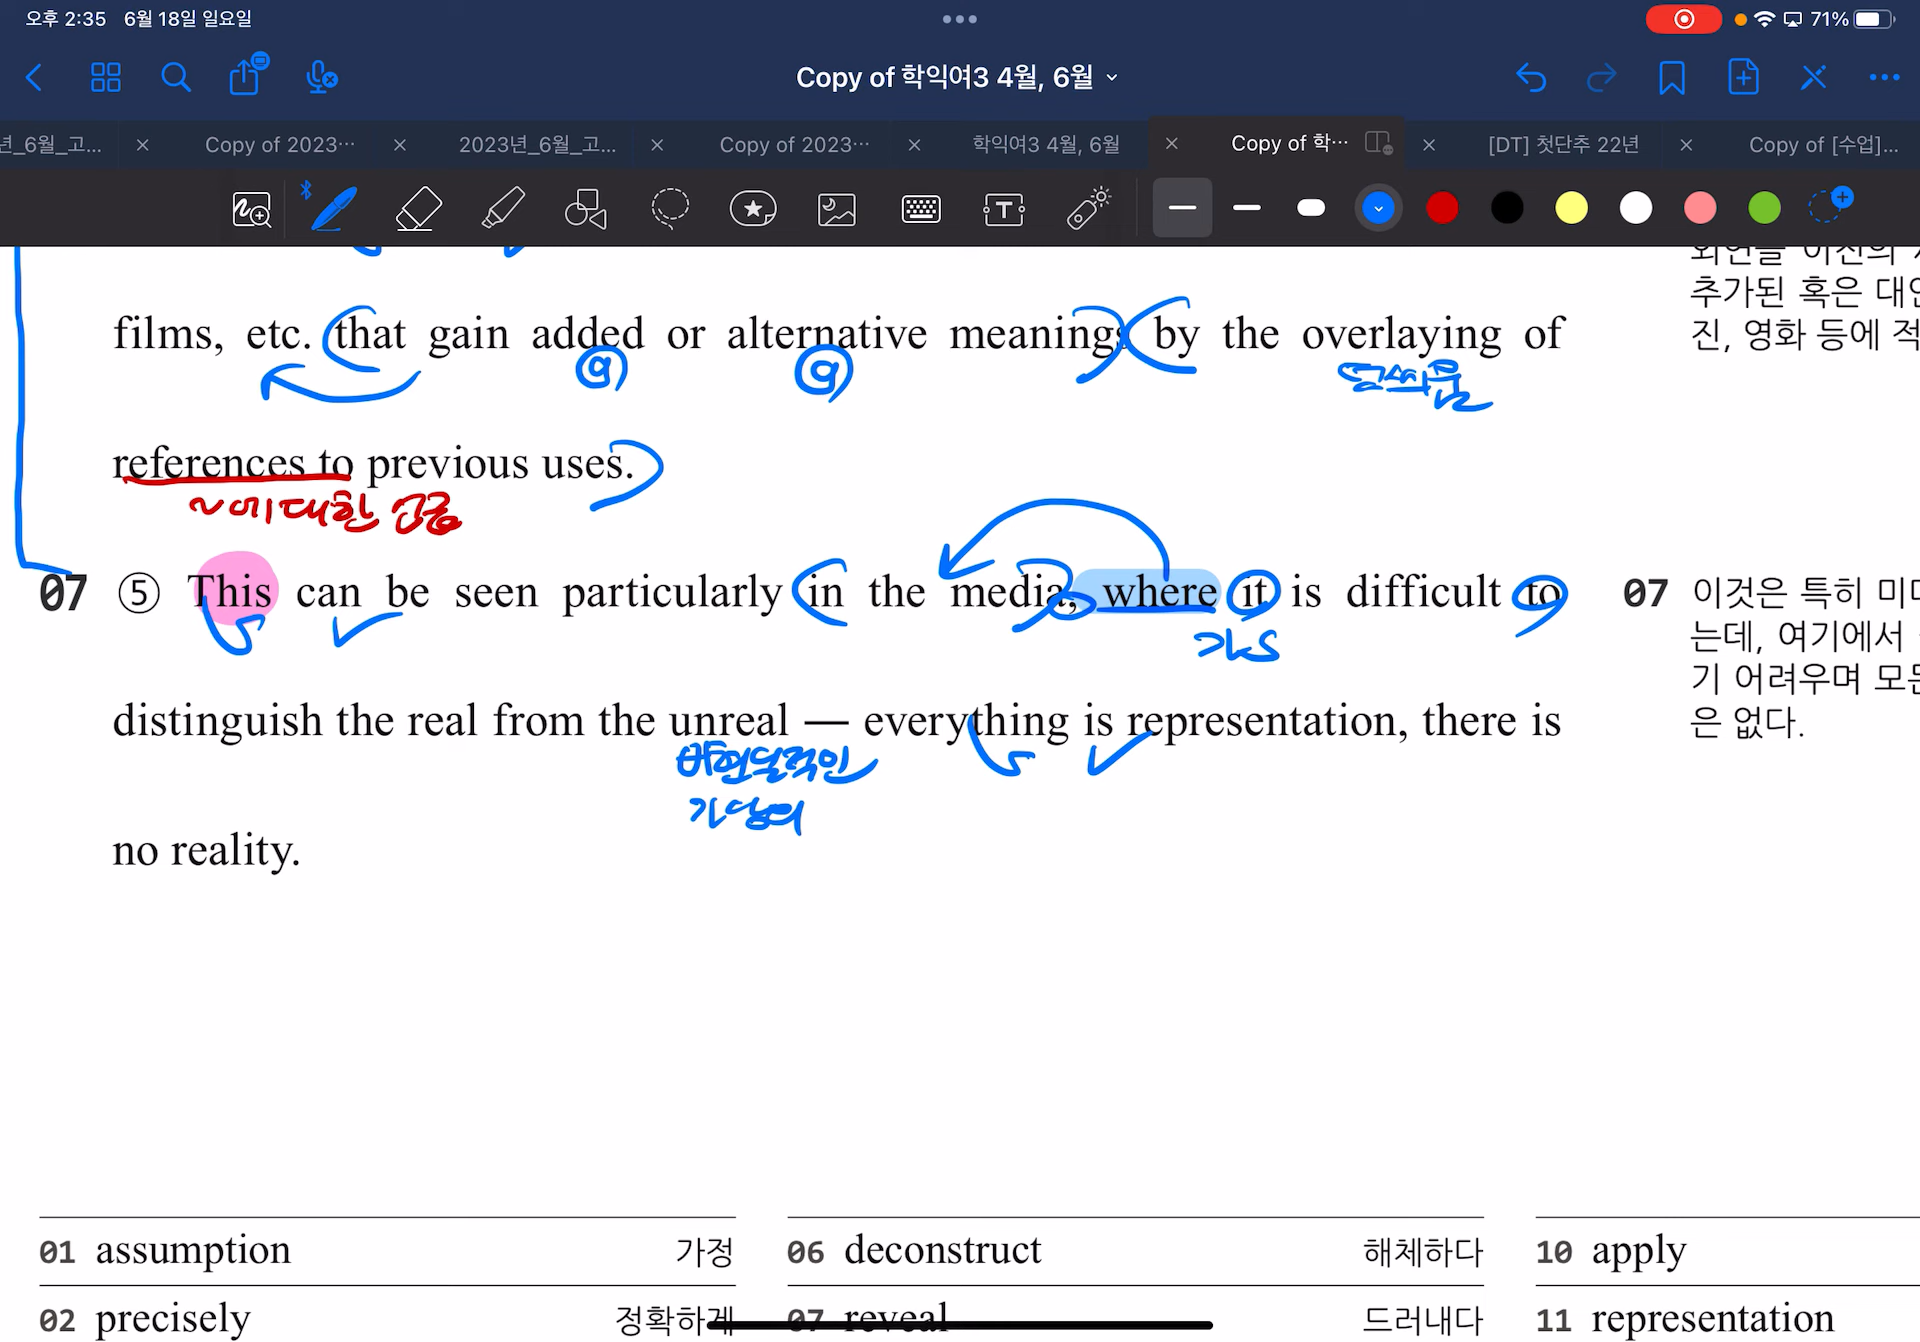 오후 2:35 6월 18일 일요일
71%
Copy of 학익여3 4월, 6월
년_6월_고... Copy of 2023… 2023년_6월_고... Copy of 2023… 학익여3 4월, 6월 Copy of 학… [DT] 첫단추 22년 Copy of [수업]...
films, etc. that gain added or alternative meanings by the overlaying of
ⓐ ⓐ 덧씌움
references to previous uses.
~에 대한 언급
07 ⑤ This can be seen particularly in the media, where it is difficult to
S 가S
distinguish the real from the unreal — everything is representation, there is
비현실적인 S
가상의
no reality.
추가된 혹은
진, 영화 등에 적
07 이것은 특히
는데, 여기에서
기 어려우며
은 없다.
01 assumption 가정
02 precisely 정확하게
06 deconstruct 해체하다
07 reveal 드러내다
10 apply
11 representation